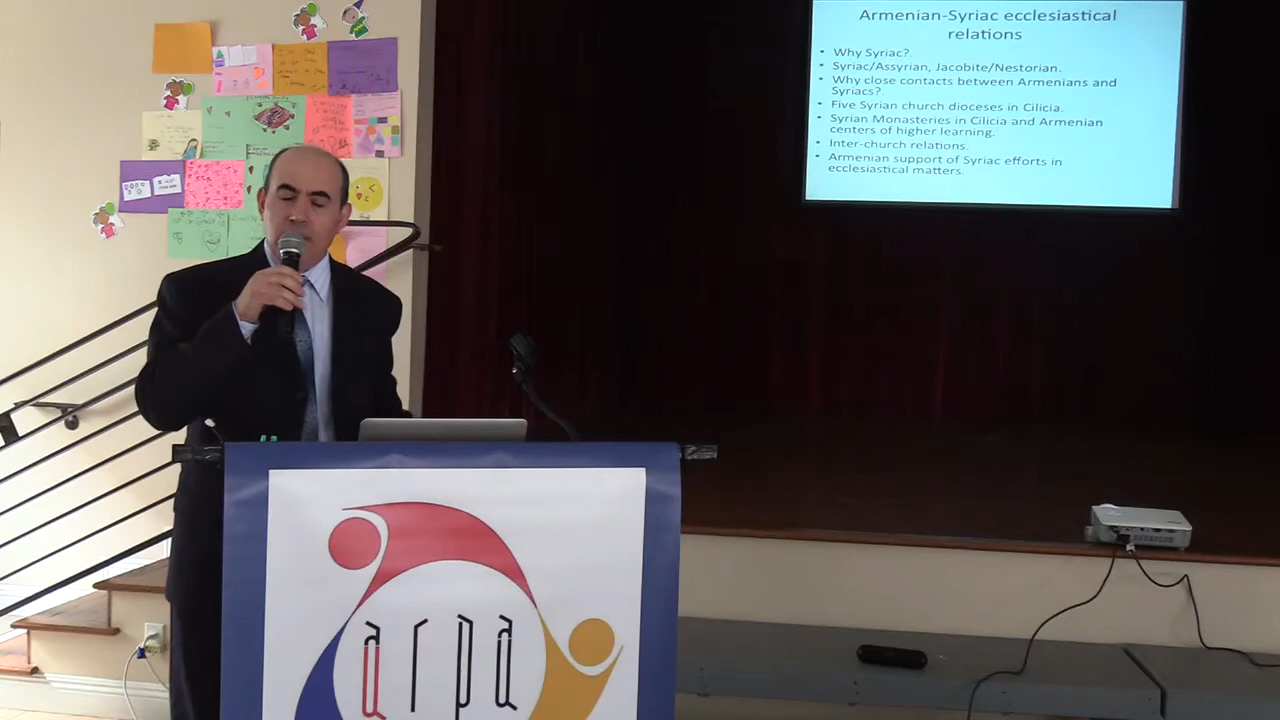 Armenian-Syriac ecclesiastical
relations
• Why Syriac?.
• Syriac/Assyrian, Jacobite/Nestorian.
• Why close contacts between Armenians and
Syriacs?.
• Five Syrian church dioceses in Cilicia.
• Syrian Monasteries in Cilicia and Armenian
centers of higher learning.
• Inter-church relations.
• Armenian support of Syriac efforts in
ecclesiastical matters.
arpa